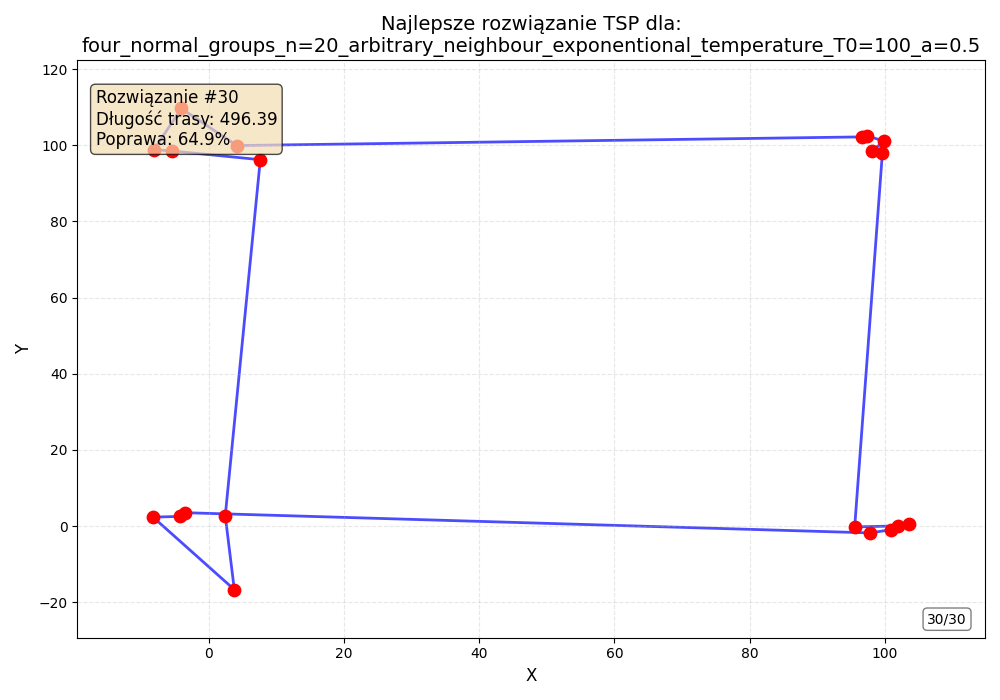 Najlepsze rozwiązanie TSP dla:
four_normal_groups_n=20_arbitrary_neighbour_exponentional_temperature_T0=100_a=0.5
Rozwiązanie #30
Długość trasy: 496.39
Poprawa: 64.9%
120
100
80
60
40
20
0
−20
Y
30/30
0
20
40
60
80
100
X